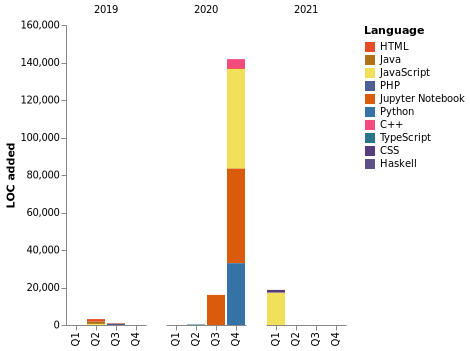 2019 2020 2021
160,000
140,000
120,000
100,000
80,000
60,000
40,000
20,000
0
LOC added
Q1 Q2 Q3 Q4 Q1 Q2 Q3 Q4 Q1 Q2 Q3 Q4
Language
HTML
Java
JavaScript
PHP
Jupyter Notebook
Python
C++
TypeScript
CSS
Haskell